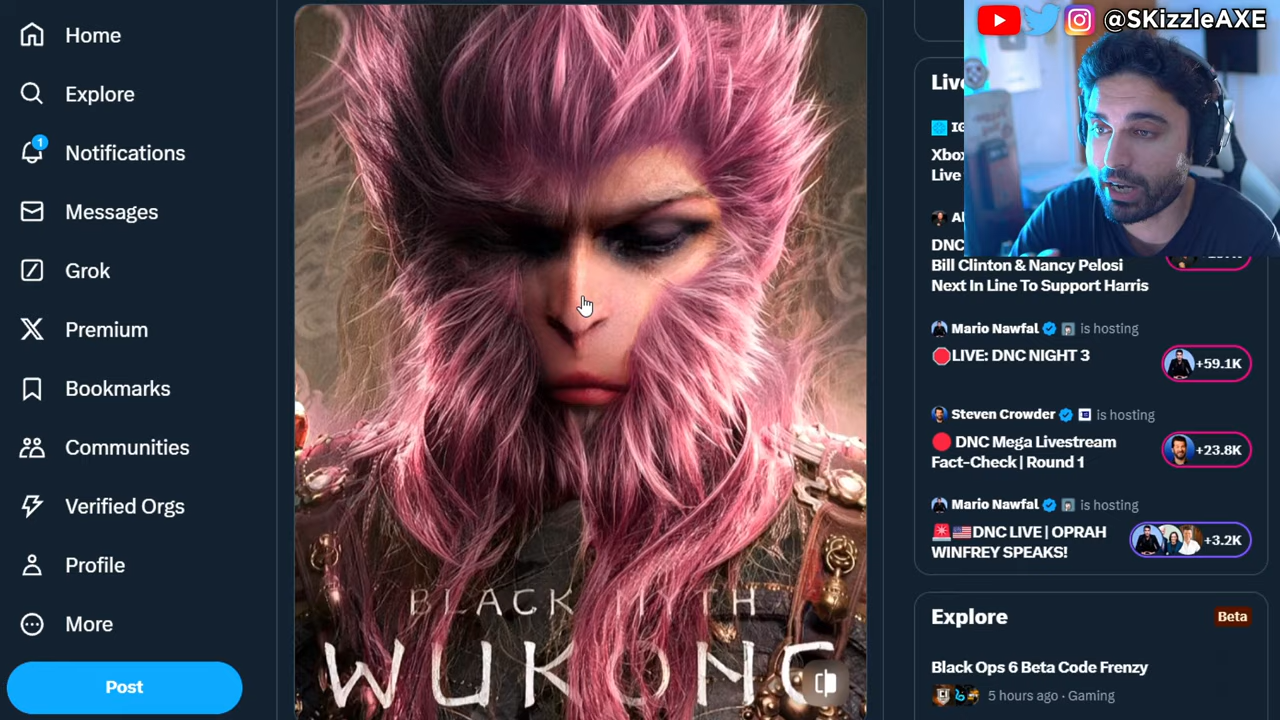 Home
Explore
1
Notifications
Messages
Grok
Premium
Bookmarks
Communities
Verified Orgs
Profile
More
Post
BLACK MYTH
WUKONG
@SKizzleAXE
Live
Xbox
Live
DNC
Bill Clinton & Nancy Pelosi
Next In Line To Support Harris
Mario Nawfal is hosting
LIVE: DNC NIGHT 3
+59.1K
Steven Crowder is hosting
DNC Mega Livestream
Fact-Check | Round 1
+23.8K
Mario Nawfal is hosting
DNC LIVE | OPRAH
WINFREY SPEAKS!
+3.2K
Explore
Beta
Black Ops 6 Beta Code Frenzy
5 hours ago · Gaming